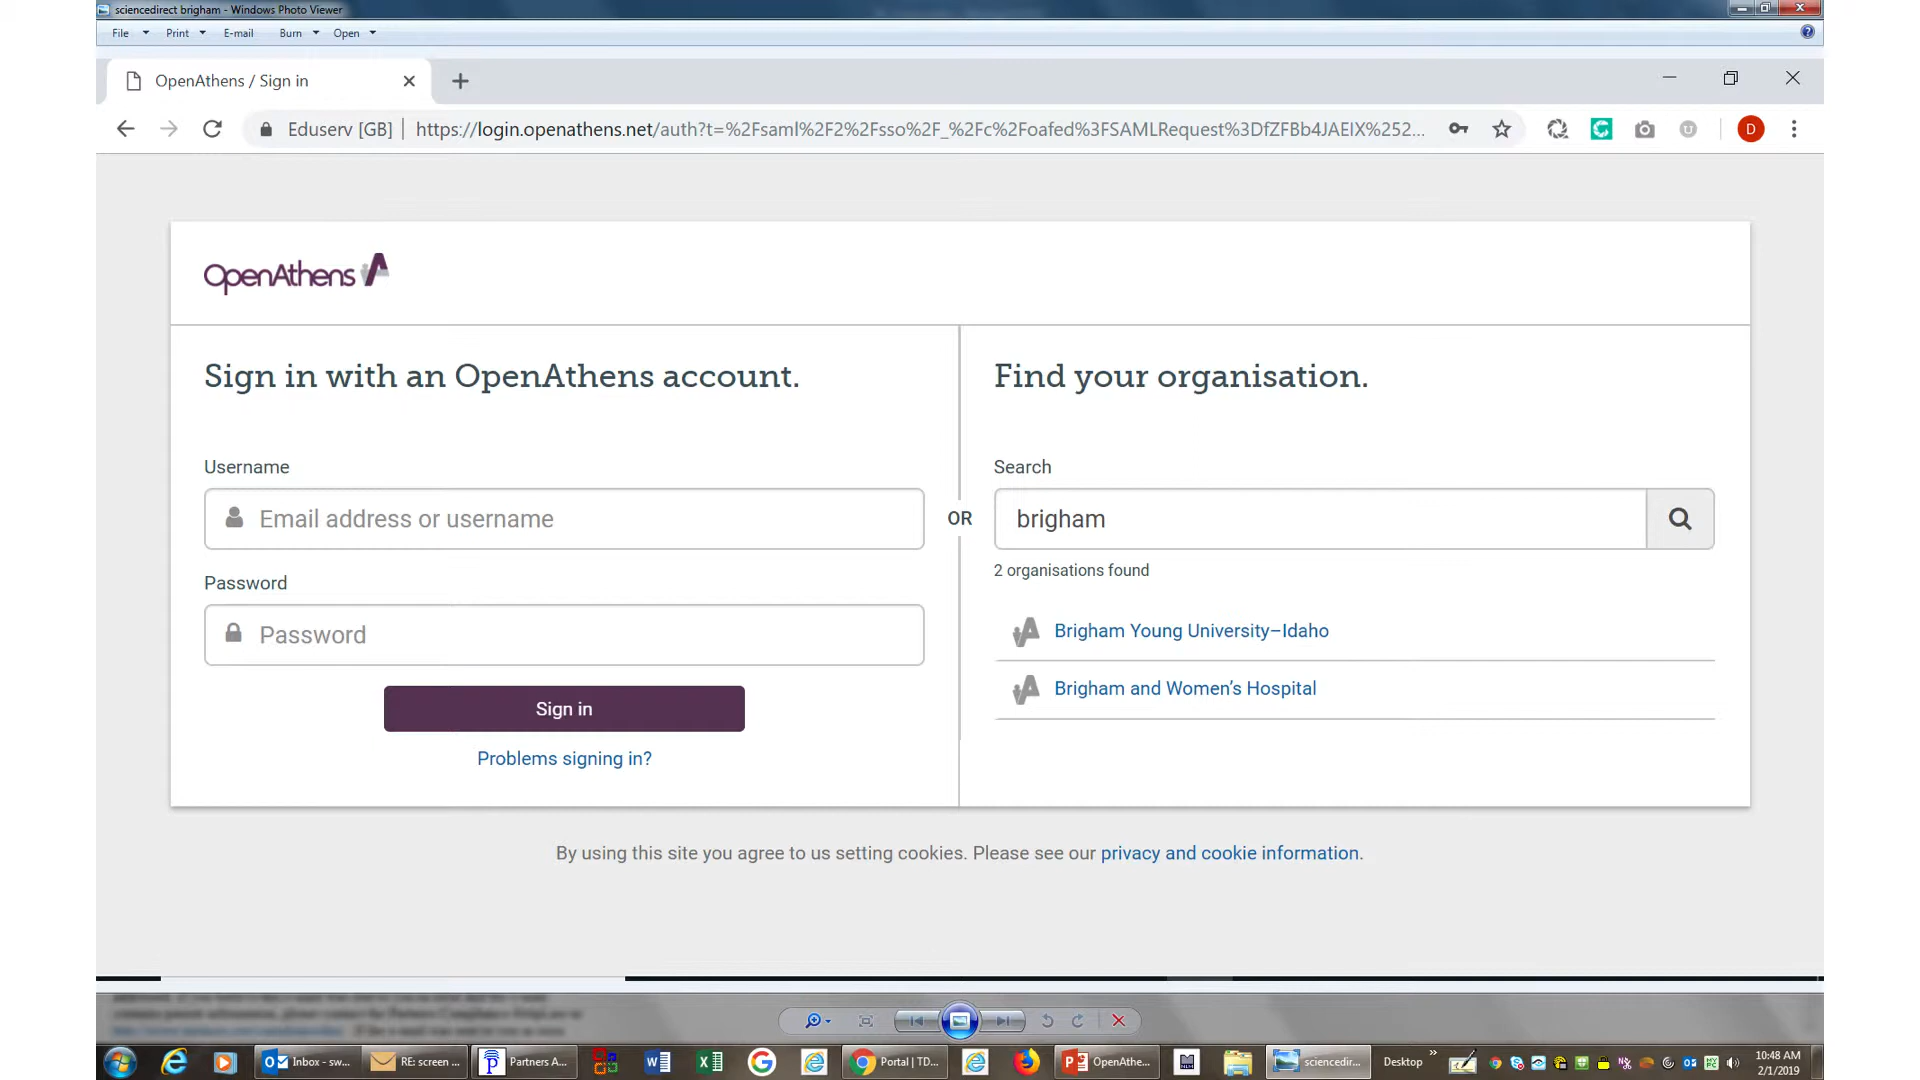 sciencedirect brigham - Windows Photo Viewer
File Print E-mail Burn Open
OpenAthens / Sign in
Eduserv [GB] https://login.openathens.net/auth?t=%2Fsaml%2F2%2Fsso%2F_%2Fc%2Foafed%3FSAMLRequest%3DfZFBb4JAEIX%252... D
OpenAthens
Sign in with an OpenAthens account.
Find your organisation.
Username
Search
Email address or username
OR
brigham
2 organisations found
Password
Password
Brigham Young University–Idaho
Brigham and Women's Hospital
Sign in
Problems signing in?
By using this site you agree to us setting cookies. Please see our privacy and cookie information.
Inbox - sw... RE: screen ... Partners A... Portal | TD... OpenAthe... sciencedir... Desktop
10:48 AM
2/1/2019